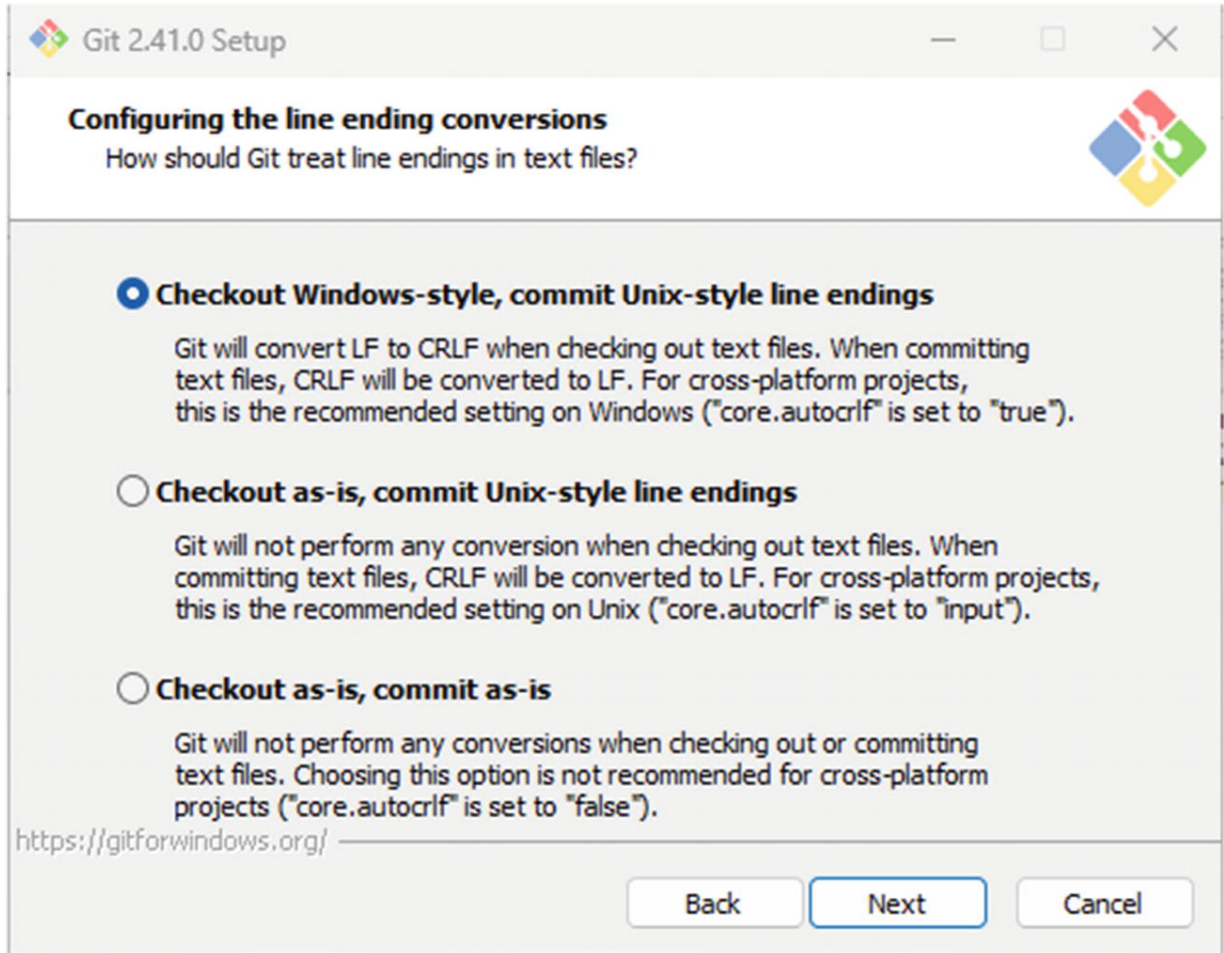 Git 2.41.0 Setup
Configuring the line ending conversions
How should Git treat line endings in text files?
Checkout Windows-style, commit Unix-style line endings
Git will convert LF to CRLF when checking out text files. When committing
text files, CRLF will be converted to LF. For cross-platform projects,
this is the recommended setting on Windows ("core.autocrlf" is set to "true").
Checkout as-is, commit Unix-style line endings
Git will not perform any conversion when checking out text files. When
committing text files, CRLF will be converted to LF. For cross-platform projects,
this is the recommended setting on Unix ("core.autocrlf" is set to "input").
Checkout as-is, commit as-is
Git will not perform any conversions when checking out or committing
text files. Choosing this option is not recommended for cross-platform
projects ("core.autocrlf" is set to "false").
https://gitforwindows.org/
Back Next Cancel